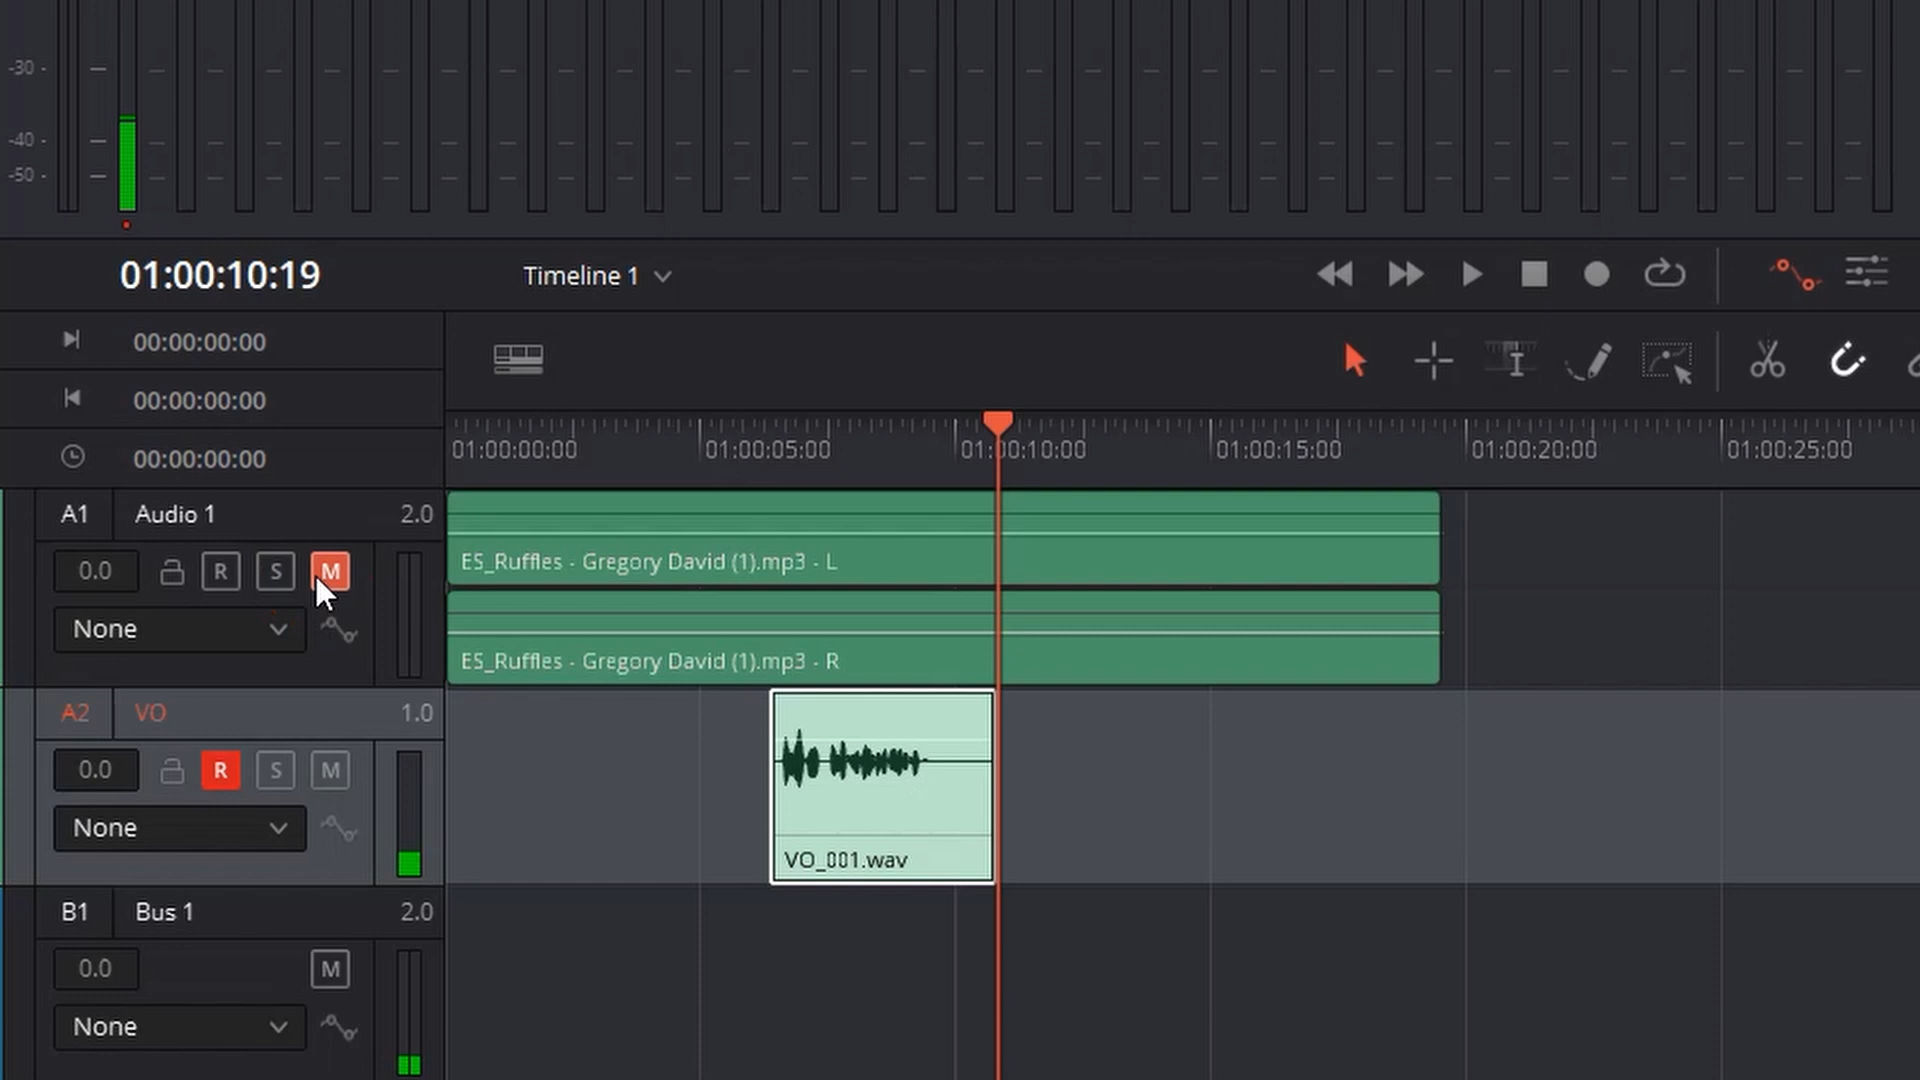 -30 -
-40 -
-50 -
01:00:10:19
Timeline 1
00:00:00:00
00:00:00:00
00:00:00:00
01:00:00:00 01:00:05:00 01:00:10:00 01:00:15:00 01:00:20:00 01:00:25:00
A1 Audio 1 2.0
0.0 R S M
None
ES_Ruffles - Gregory David (1).mp3 - L
ES_Ruffles - Gregory David (1).mp3 - R
A2 VO 1.0
0.0 R S M
None
VO_001.wav
B1 Bus 1 2.0
0.0 M
None